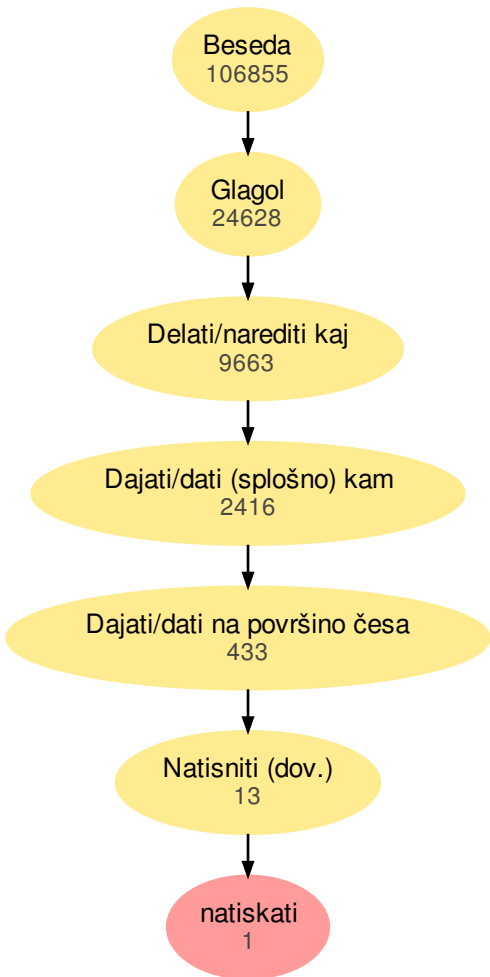 Beseda
106855
Glagol
24628
Delati/narediti kaj
9663
Dajati/dati (splošno) kam
2416
Dajati/dati na površino česa
433
Natisniti (dov.)
13
natiskati
1